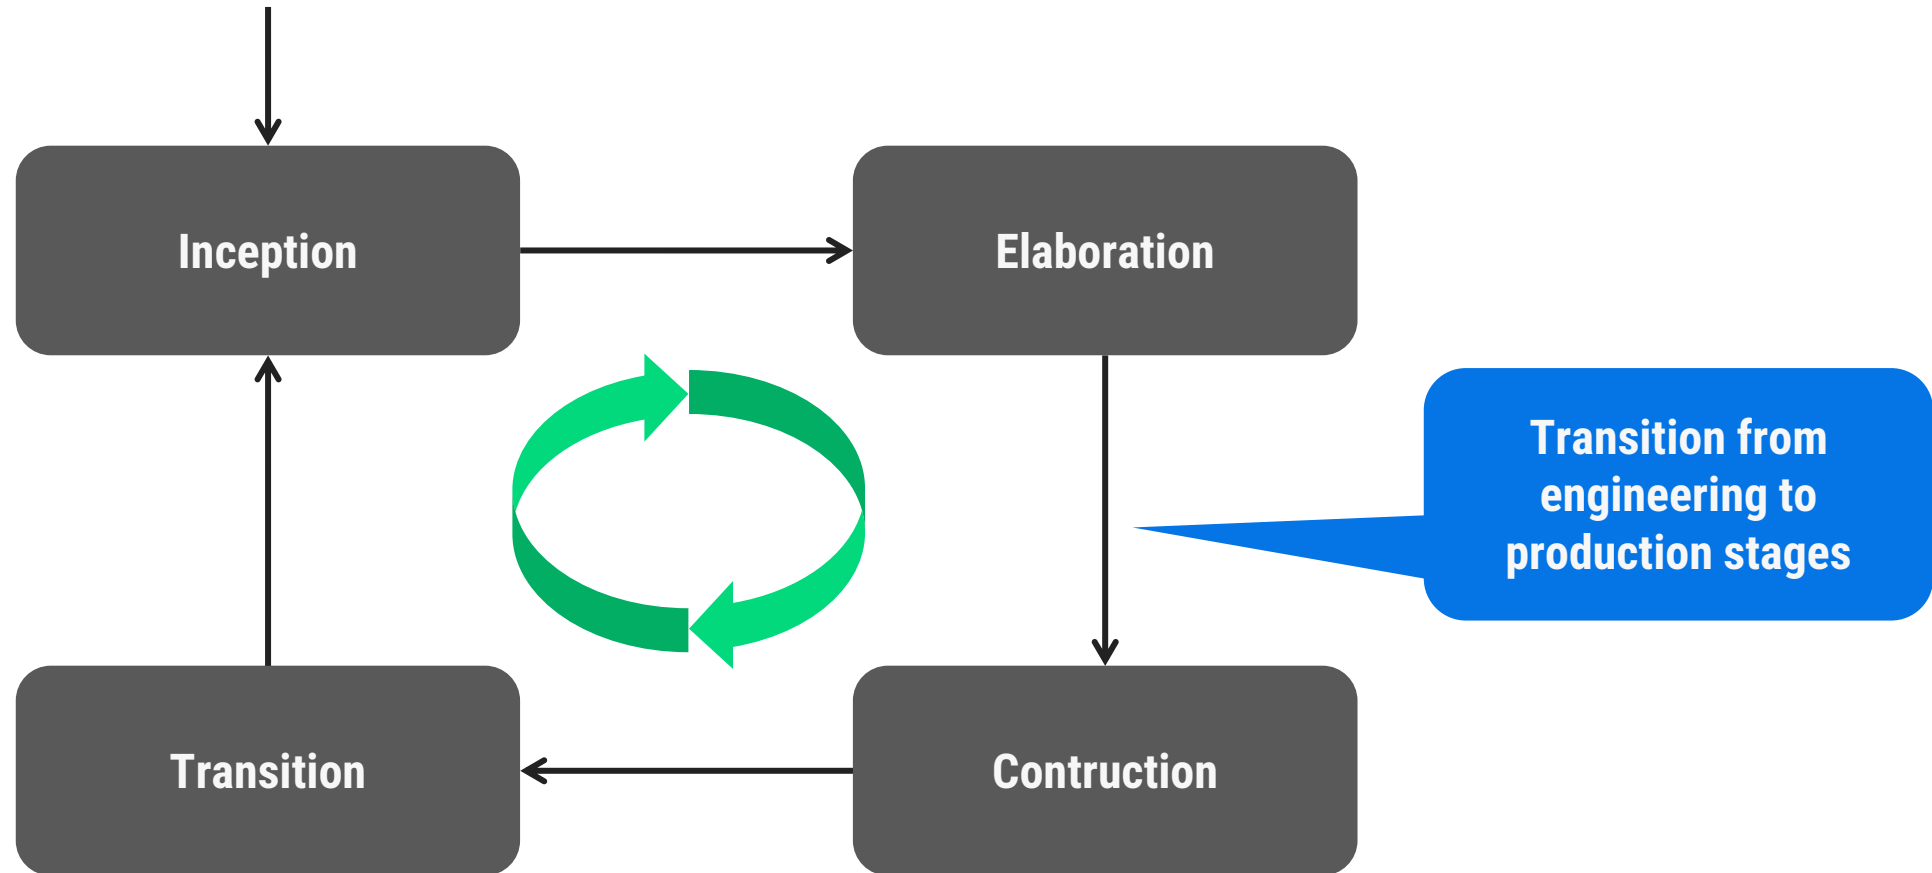 Inception
Elaboration
Transition from
engineering to
production stages
Transition
Contruction